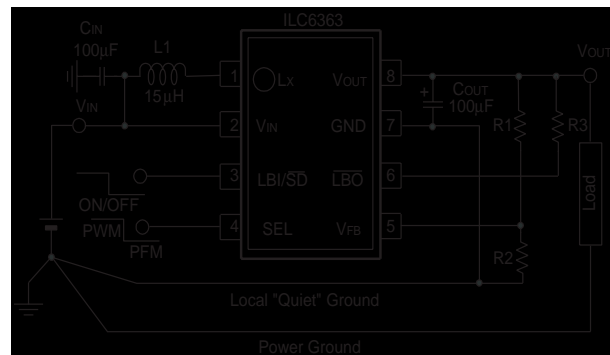 ILC6363
CIN
100µF
L1
15µH
VIN
1
LX
VOUT
8
COUT
+
100µF
VOUT
2
VIN
GND
7
R1
R3
3
LBI/SD
LBO
6
ON/OFF
PWM
PFM
4
SEL
VFB
5
R2
Load
Local "Quiet" Ground
Power Ground